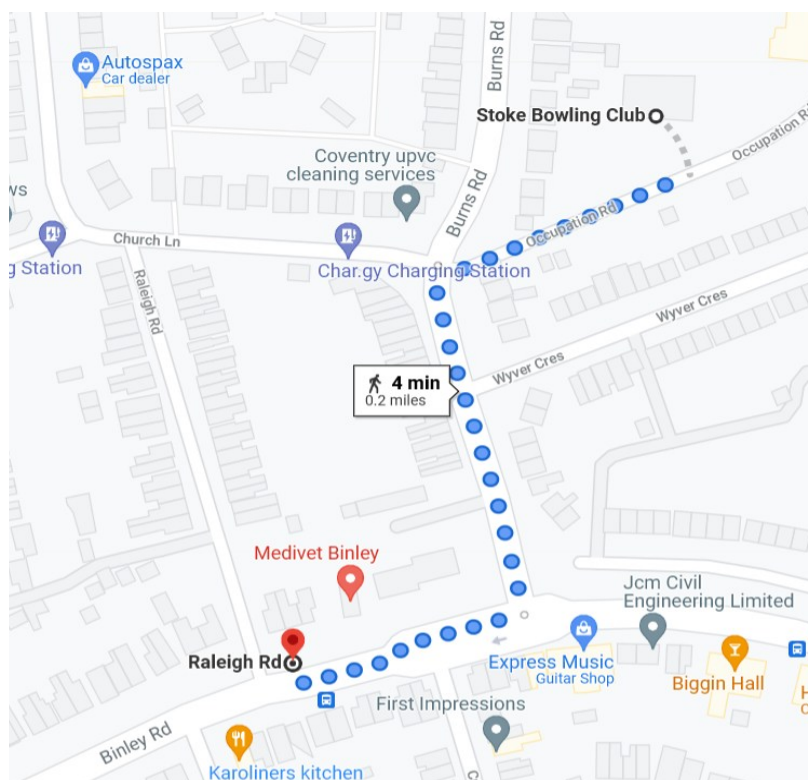 Autospax
Car dealer
Burns Rd
Stoke Bowling Club
Occupation R
Coventry upvc
cleaning services
ws
Burns Rd
Church Ln
g Station
Char.gy Charging Station
Occupation Rd
Raleigh Rd
Wyver Cres
Wyver Cres
4 min
0.2 miles
Medivet Binley
Jcm Civil
Engineering Limited
Raleigh Rd
Express Music
Guitar Shop
Biggin Hall
H
First Impressions
Binley Rd
Karoliners kitchen
C